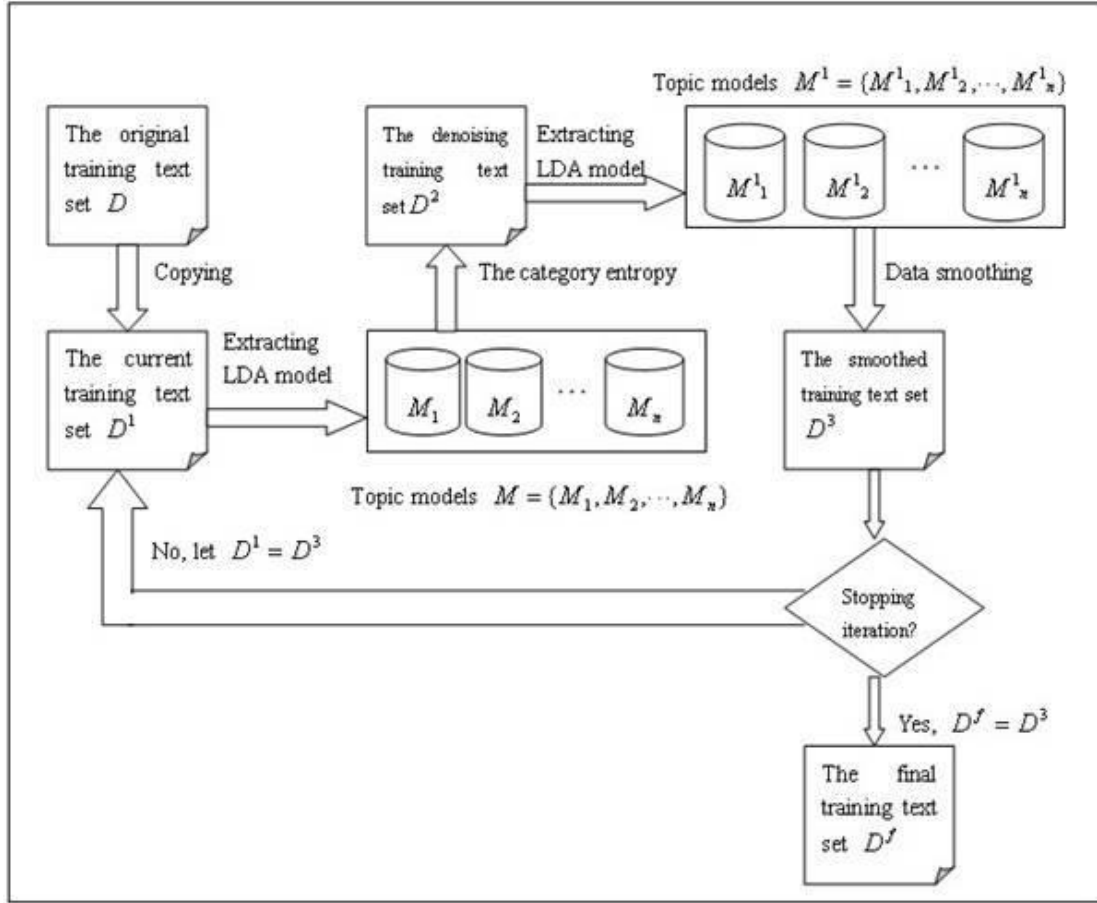 Topic models M¹ = {M¹₁, M¹₂, ⋯, M¹ₙ}
The original
training text
set D
The denoising
training text
set D²
Extracting
LDA model
M¹₁ M¹₂ ⋯ M¹ₙ
Copying
The category entropy
Data smoothing
The current
training text
set D¹
Extracting
LDA model
M₁ M₂ ⋯ Mₙ
The smoothed
training text set
D³
Topic models M = {M₁, M₂, ⋯, Mₙ}
No, let D¹ = D³
Stopping
iteration?
Yes, Dᶠ = D³
The final
training text
set Dᶠ